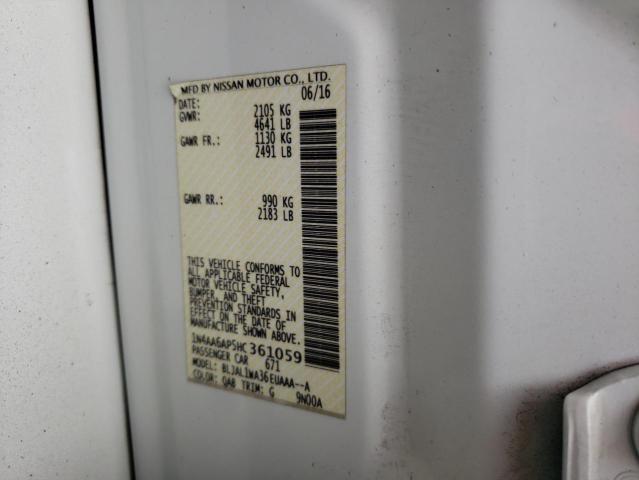 MFD BY NISSAN MOTOR CO., LTD.
DATE: 06/16
GVWR: 2105 KG
4641 LB
GAWR FR.: 1130 KG
2491 LB
GAWR RR.: 990 KG
2183 LB
THIS VEHICLE CONFORMS TO
ALL APPLICABLE FEDERAL
MOTOR VEHICLE SAFETY,
BUMPER, AND THEFT
PREVENTION STANDARDS IN
EFFECT ON THE DATE OF
MANUFACTURE SHOWN ABOVE.
1N4AA6AP5HC361059
PASSENGER CAR 671
MODEL: BLJALIWA36EUAAA--A
COLOR: QAB TRIM: G 9N00A